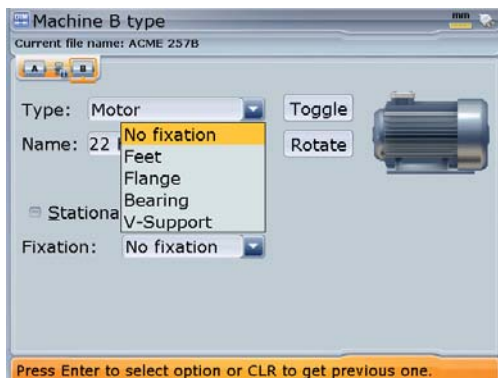 Machine B type
mm
Current file name: ACME 257B
A B
Type: Motor Toggle
Name: 22 Rotate
No fixation
Feet
Flange
Bearing
V-Support
Stationa
Fixation: No fixation
Press Enter to select option or CLR to get previous one.